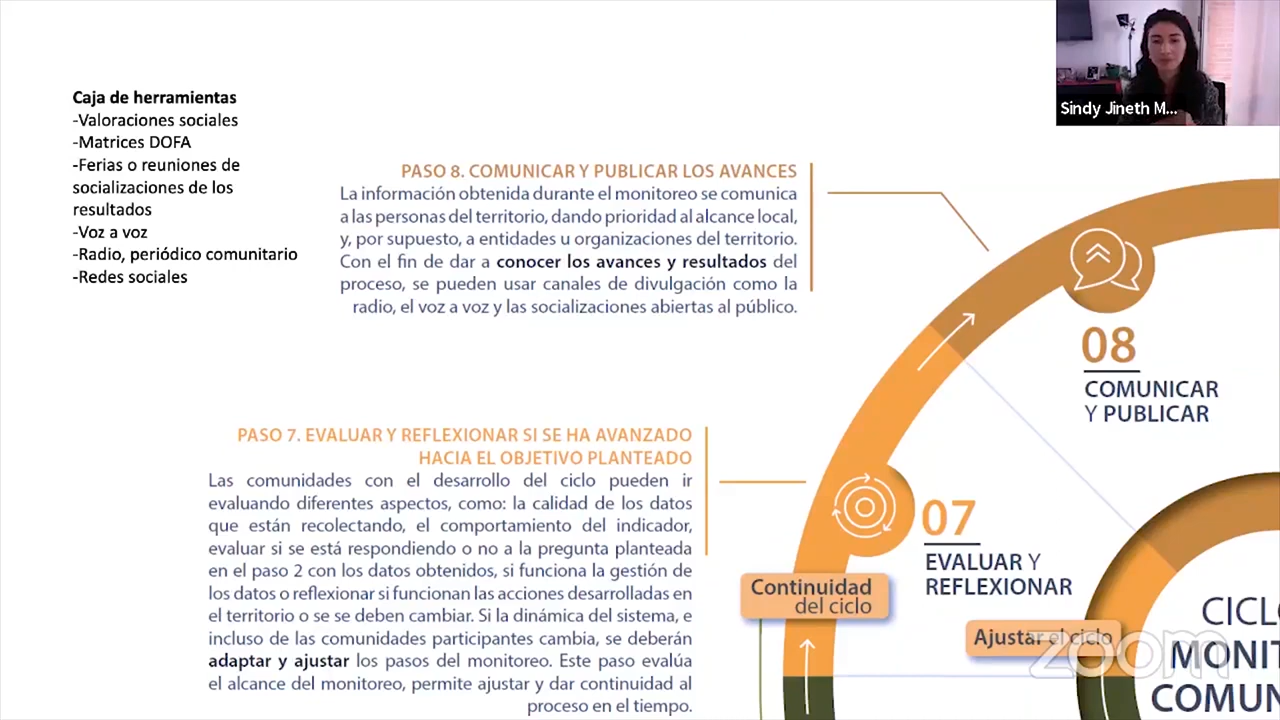 Caja de herramientas
-Valoraciones sociales
-Matrices DOFA
-Ferias o reuniones de
socializaciones de los
resultados
-Voz a voz
-Radio, periódico comunitario
-Redes sociales
Sindy Jineth M...
PASO 8. COMUNICAR Y PUBLICAR LOS AVANCES
La información obtenida durante el monitoreo se comunica
a las personas del territorio, dando prioridad al alcance local,
y, por supuesto, a entidades u organizaciones del territorio.
Con el fin de dar a conocer los avances y resultados del
proceso, se pueden usar canales de divulgación como la
radio, el voz a voz y las socializaciones abiertas al público.
08
COMUNICAR
Y PUBLICAR
PASO 7. EVALUAR Y REFLEXIONAR SI SE HA AVANZADO
HACIA EL OBJETIVO PLANTEADO
Las comunidades con el desarrollo del ciclo pueden ir
evaluando diferentes aspectos, como: la calidad de los datos
que están recolectando, el comportamiento del indicador,
evaluar si se está respondiendo o no a la pregunta planteada
en el paso 2 con los datos obtenidos, si funciona la gestión de
los datos o reflexionar si funcionan las acciones desarrolladas en
el territorio o se se deben cambiar. Si la dinámica del sistema, e
incluso de las comunidades participantes cambia, se deberán
adaptar y ajustar los pasos del monitoreo. Este paso evalúa
el alcance del monitoreo, permite ajustar y dar continuidad al
proceso en el tiempo.
07
EVALUAR Y
REFLEXIONAR
Continuidad
del ciclo
Ajustar el ciclo
CICL
MONIT
COMUN
zoom